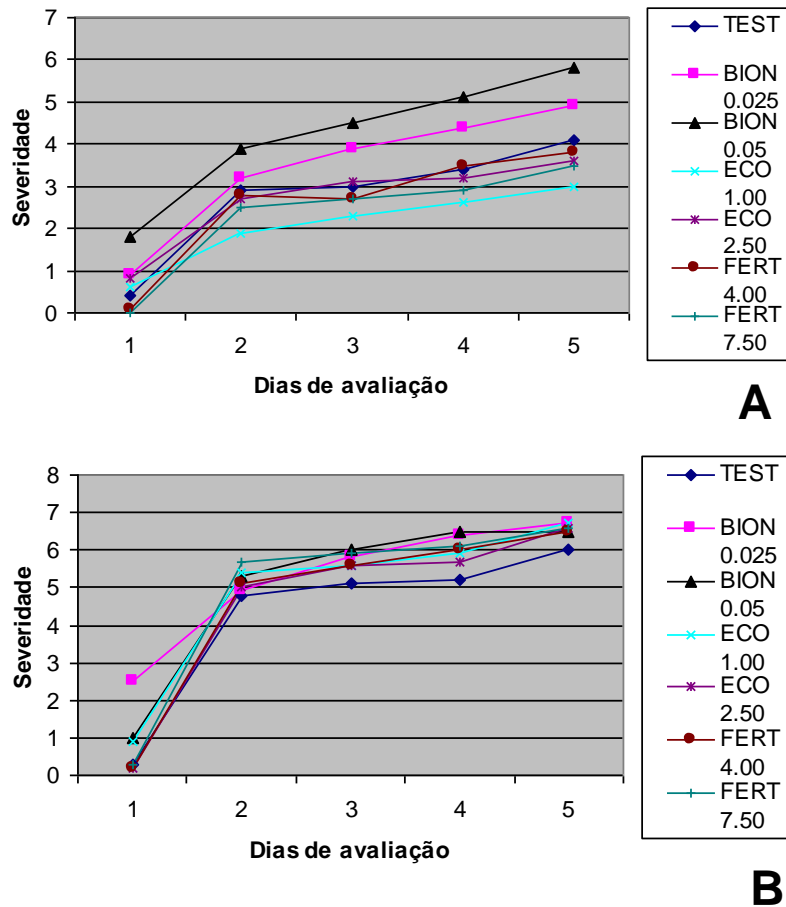 7
6
5
4
3
2
1
0
Severidade
1 2 3 4 5
Dias de avaliação
TEST
BION
0.025
BION
0.05
ECO
1.00
ECO
2.50
FERT
4.00
FERT
7.50
A
8
7
6
5
4
3
2
1
0
Severidade
1 2 3 4 5
Dias de avaliação
TEST
BION
0.025
BION
0.05
ECO
1.00
ECO
2.50
FERT
4.00
FERT
7.50
B